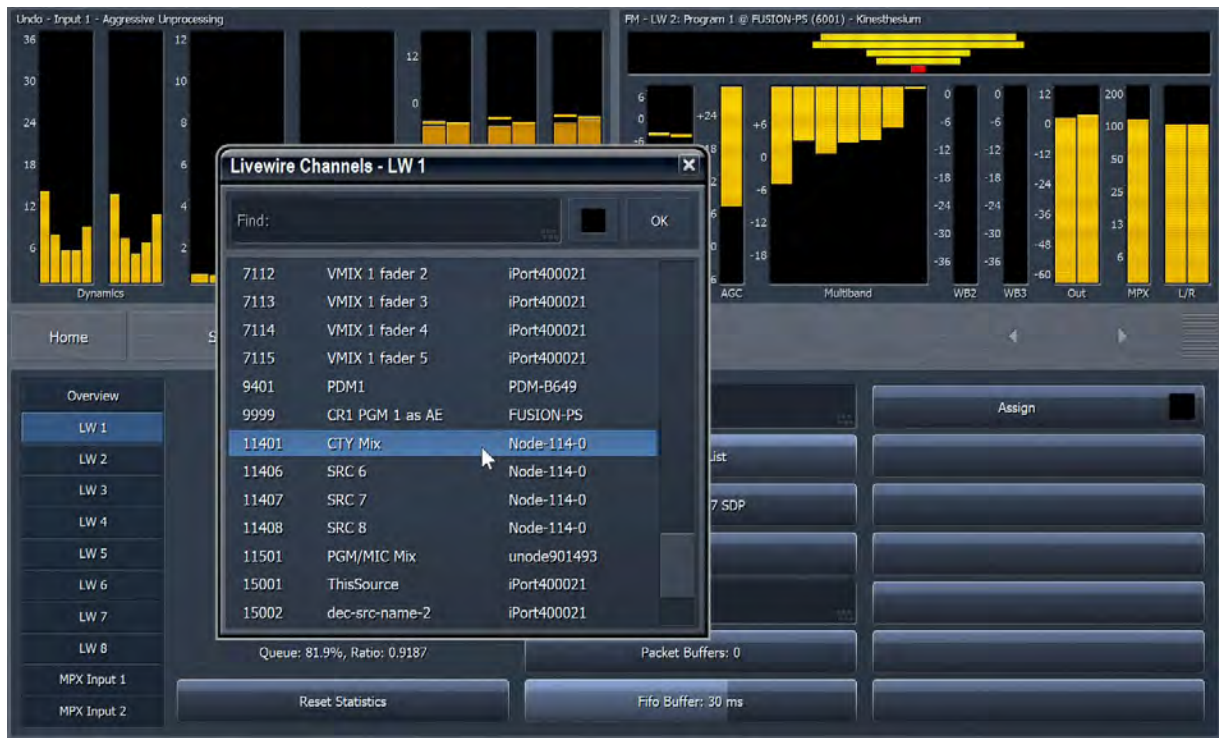 Undo - Input 1 - Aggressive Unprocessing
36
30
24
18
12
6
12
10
8
6
4
2
12
0
Dynamics
FM - LW 2: Program 1 @ FUSION-PS (6001) - Kinesthesium
6
0
-6
+24
18
AGC
+6
0
-6
-12
-18
Multiband
0
-6
-12
-18
-24
-30
-36
WB2
0
-6
-12
-18
-24
-30
-36
WB3
12
0
-12
-24
-36
-48
-60
Out
200
100
50
25
13
6
MPX
L/R
Home
Livewire Channels - LW 1
Find:
OK
7112 VMIX 1 fader 2 iPort400021
7113 VMIX 1 fader 3 iPort400021
7114 VMIX 1 fader 4 iPort400021
7115 VMIX 1 fader 5 iPort400021
9401 PDM1 PDM-B649
9999 CR1 PGM 1 as AE FUSION-PS
11401 CTY Mix Node-114-0
11406 SRC 6 Node-114-0
11407 SRC 7 Node-114-0
11408 SRC 8 Node-114-0
11501 PGM/MIC Mix unode901493
15001 ThisSource iPort400021
15002 dec-src-name-2 iPort400021
Overview
LW 1
LW 2
LW 3
LW 4
LW 5
LW 6
LW 7
LW 8
MPX Input 1
MPX Input 2
Queue: 81.9%, Ratio: 0.9187
Reset Statistics
List
7 SDP
Packet Buffers: 0
Fifo Buffer: 30 ms
Assign